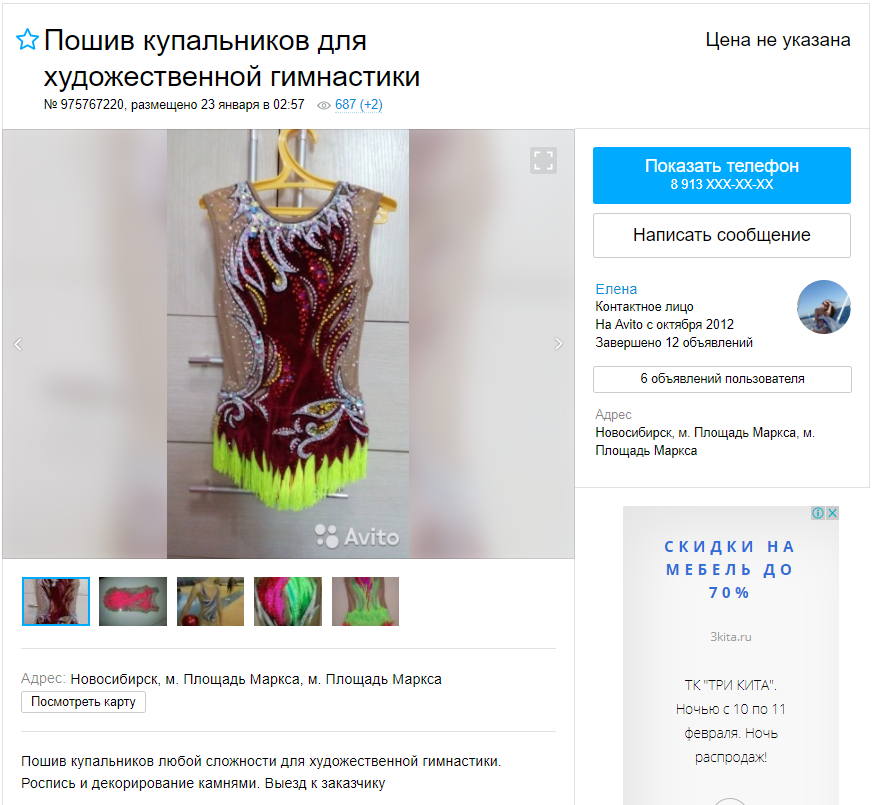 Пошив купальников для
художественной гимнастики
Цена не указана
№ 975767220, размещено 23 января в 02:57 687 (+2)
Показать телефон
8 913 XXX-XX-XX
Написать сообщение
Елена
Контактное лицо
На Avito с октября 2012
Завершено 12 объявлений
6 объявлений пользователя
Адрес
Новосибирск, м. Площадь Маркса, м.
Площадь Маркса
Avito
Адрес: Новосибирск, м. Площадь Маркса, м. Площадь Маркса
Посмотреть карту
Пошив купальников любой сложности для художественной гимнастики.
Роспись и декорирование камнями. Выезд к заказчику
СКИДКИ НА
МЕБЕЛЬ ДО
70%
3kita.ru
ТК "ТРИ КИТА".
Ночью с 10 по 11
февраля. Ночь
распродаж!